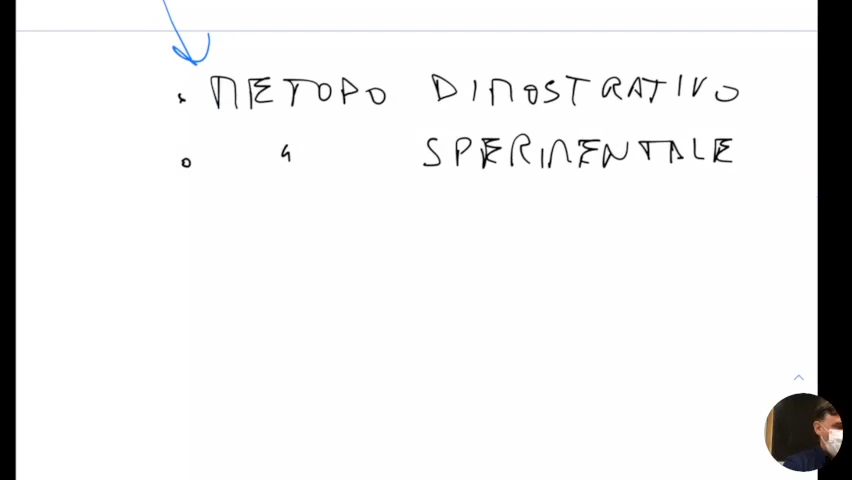 • METODO DIMOSTRATIVO
• " SPERIMENTALE